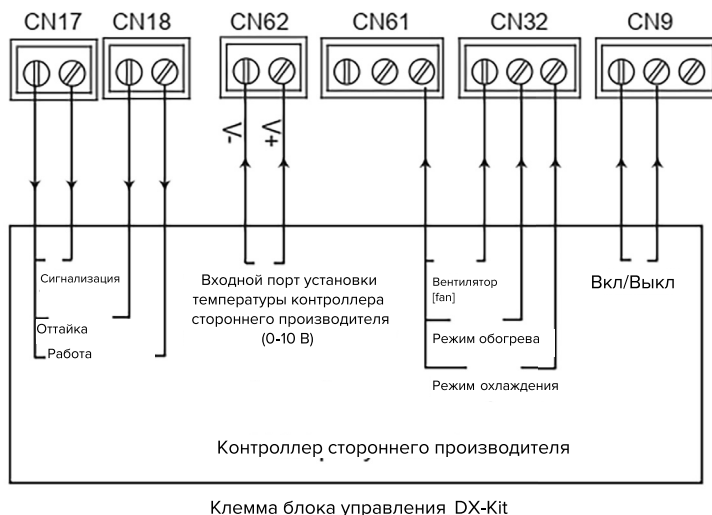 CN17 CN18 CN62 CN61 CN32 CN9
V- V+
Сигнализация
Оттайка
Работа
Входной порт установки
температуры контроллера
стороннего производителя
(0-10 В)
Вентилятор
[fan]
Режим обогрева
Режим охлаждения
Вкл/Выкл
Контроллер стороннего производителя
Клемма блока управления DX-Kit